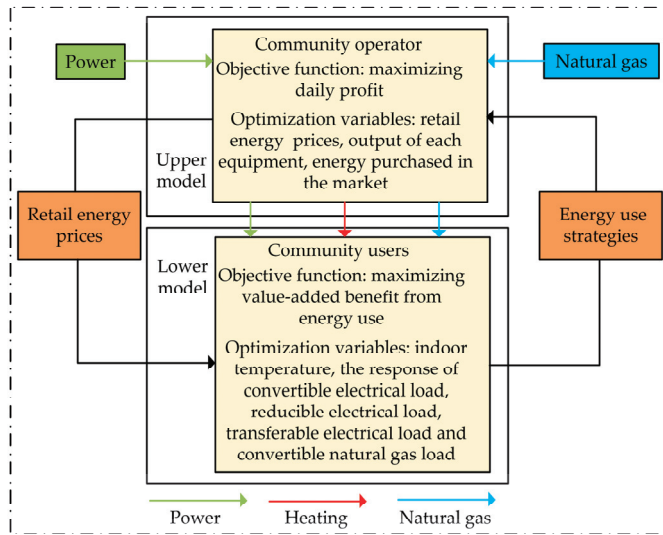 Power
Community operator
Objective function: maximizing
daily profit
Optimization variables: retail
energy prices, output of each
equipment, energy purchased in
the market
Natural gas
Upper
model
Retail energy
prices
Energy use
strategies
Lower
model
Community users
Objective function: maximizing
value-added benefit from
energy use
Optimization variables: indoor
temperature, the response of
convertible electrical load,
reducible electrical load,
transferable electrical load and
convertible natural gas load
Power
Heating
Natural gas